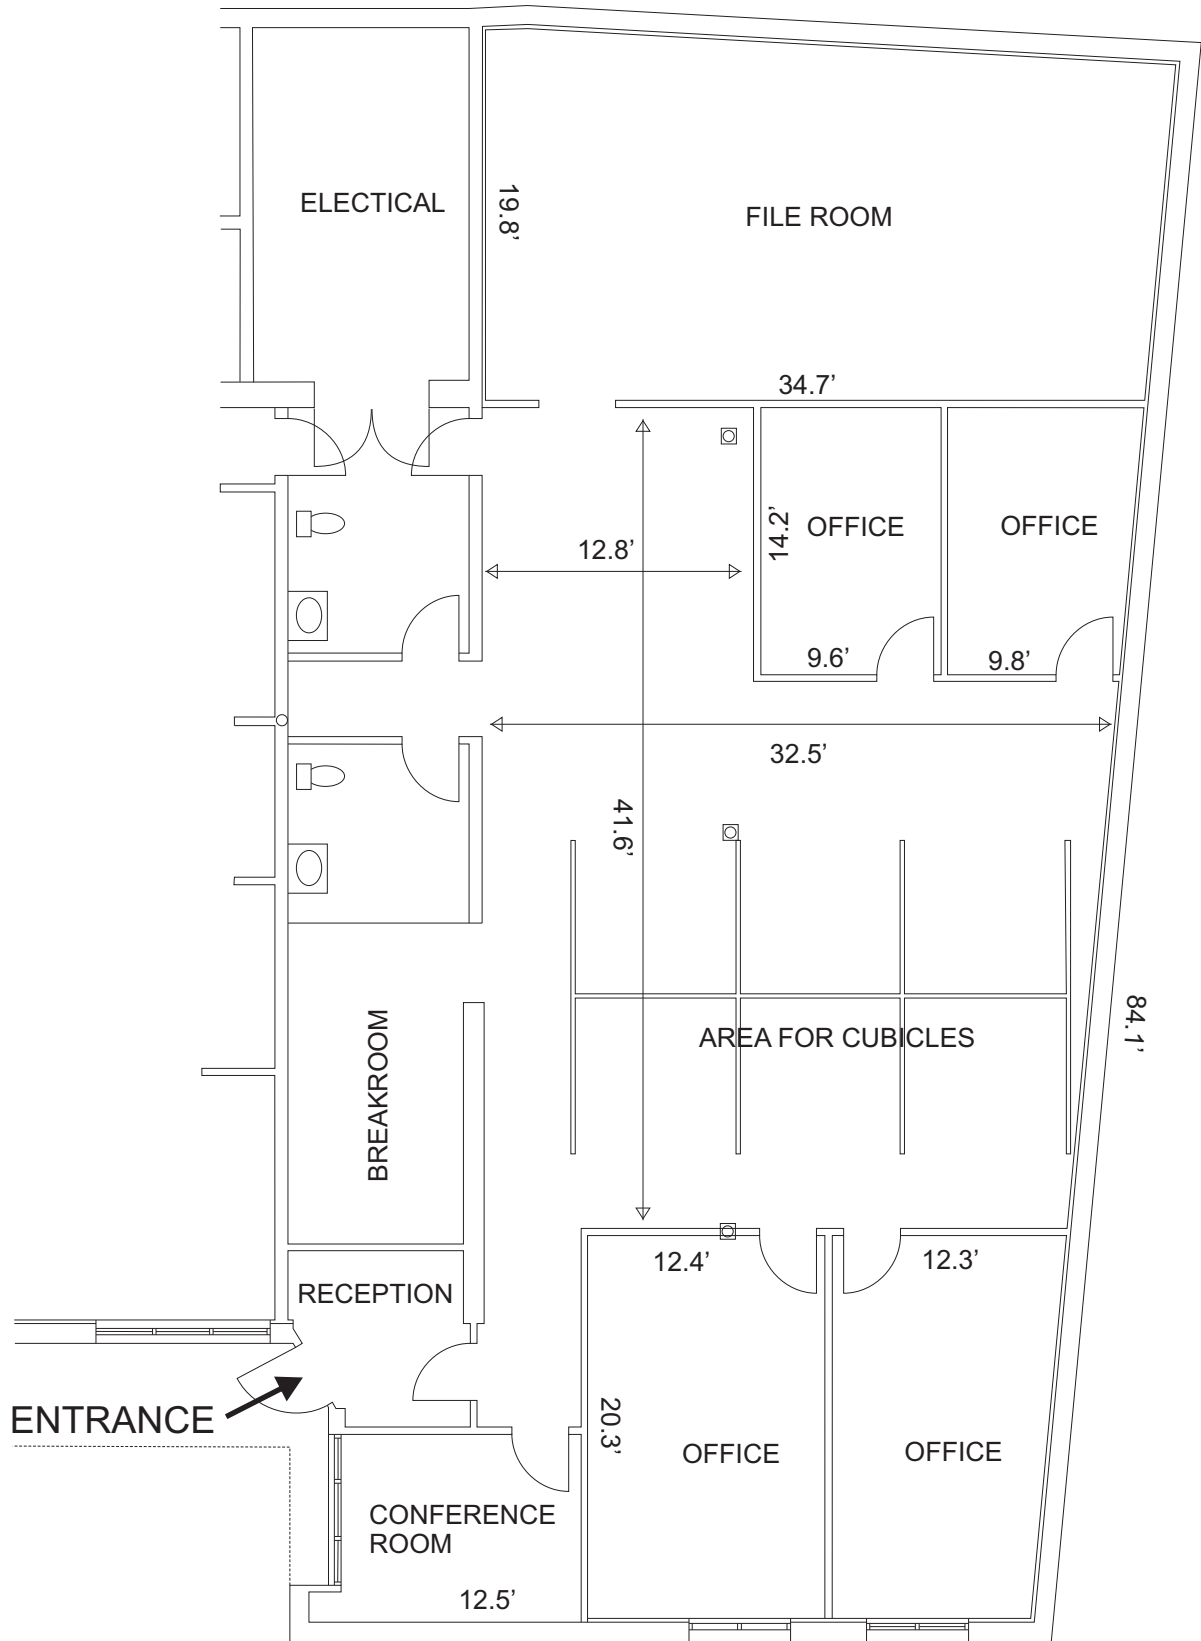 ELECTICAL
19.8’
FILE ROOM
34.7’
14.2’
OFFICE
OFFICE
12.8’
9.6’
9.8’
32.5’
41.6’
84.1’
AREA FOR CUBICLES
BREAKROOM
12.4’
12.3’
RECEPTION
ENTRANCE
20.3’
OFFICE
OFFICE
CONFERENCE
ROOM
12.5’